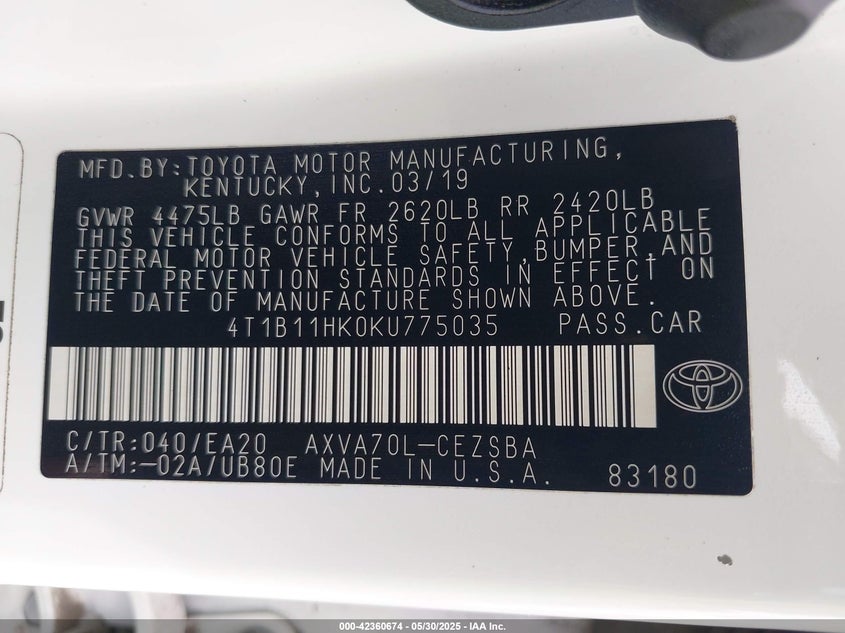 MFD.BY:TOYOTA MOTOR MANUFACTURING,
KENTUCKY,INC.03/19
GVWR 4475LB GAWR FR 2620LB RR 2420LB
THIS VEHICLE CONFORMS TO ALL APPLICABLE
FEDERAL MOTOR VEHICLE SAFETY,BUMPER,AND
THEFT PREVENTION STANDARDS IN EFFECT ON
THE DATE OF MANUFACTURE SHOWN ABOVE.
4T1B11HK0KU775035 PASS.CAR
C/TR:040/EA20 AXVA70L-CEZSBA
A/TM:-02A/UB80E MADE IN U.S.A. 83180
000-42360674 - 05/30/2025 - IAA Inc.